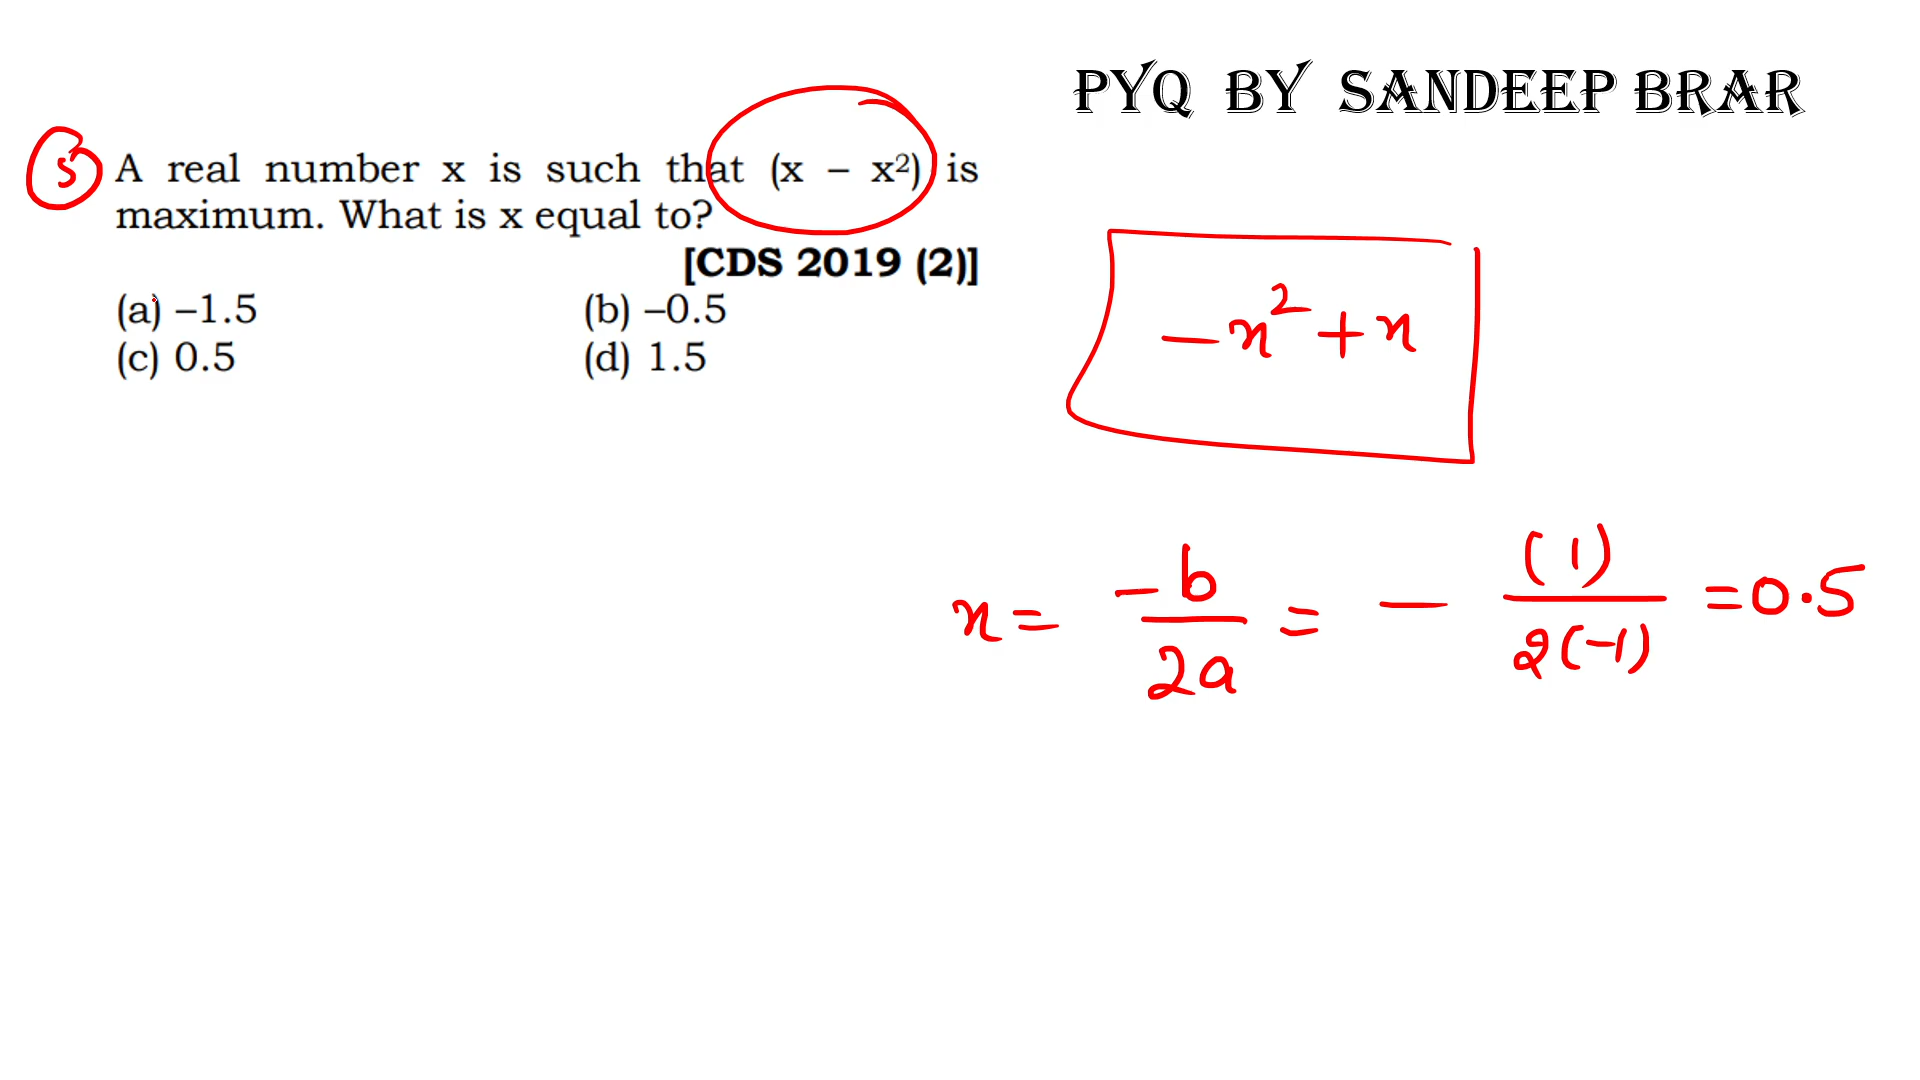 PYQ BY SANDEEP BRAR
5 A real number x is such that (x – x²) is
maximum. What is x equal to?
[CDS 2019 (2)]
(a) –1.5 (b) –0.5
(c) 0.5 (d) 1.5
–x² + x
x = –b/2a = –(1)/2(–1) = 0.5